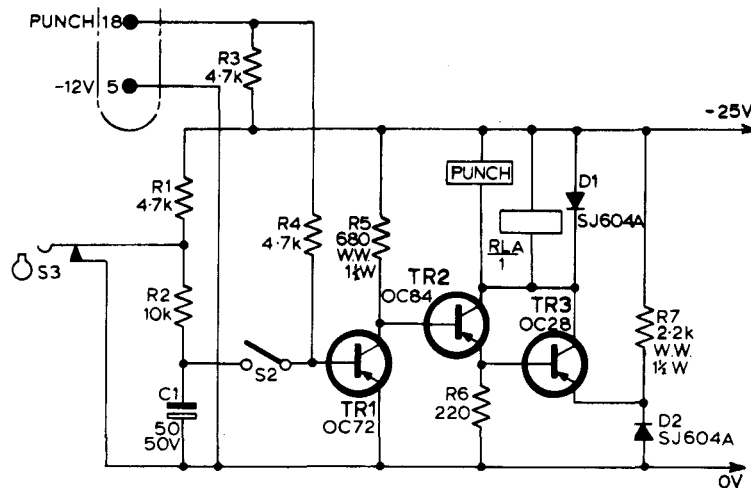 PUNCH 18
-12V 5
R3
4.7k
-25V
R1
4.7k
R4
4.7k
R5
680
W.W.
1½W
PUNCH
RLA
1
D1
SJ604A
S3
R2
10k
TR2
OC84
TR3
OC28
R7
2.2k
W.W.
1½ W
C1
50
50V
S2
TR1
OC72
R6
220
D2
SJ604A
0V